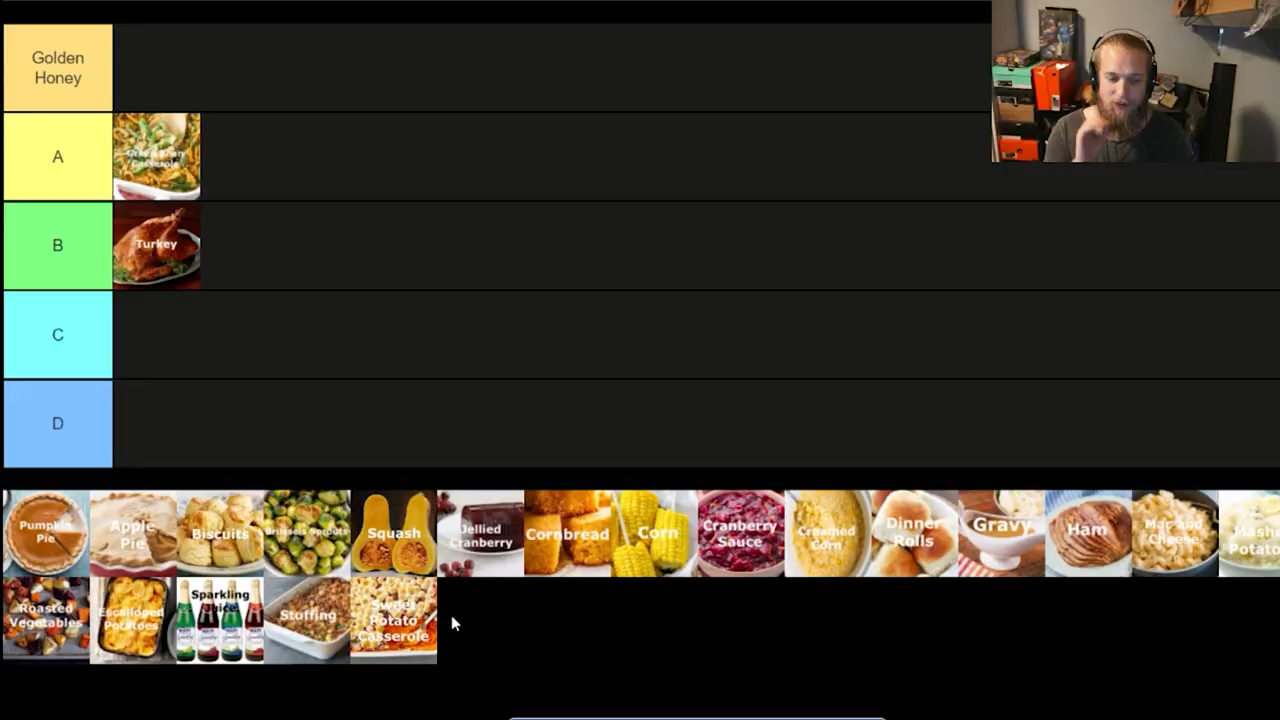 Golden
Honey
A
Green Bean
Casserole
B
Turkey
C
D
Pumpkin
Pie
Apple
Pie
Biscuits
Brussels Sprouts
Squash
Jellied
Cranberry
Cornbread
Corn
Cranberry
Sauce
Creamed
Corn
Dinner
Rolls
Gravy
Ham
Mac and
Cheese
Mash
Potato
Roasted
Vegetables
Escalloped
Potatoes
Sparkling
Juice
Stuffing
Sweet
Potato
Casserole